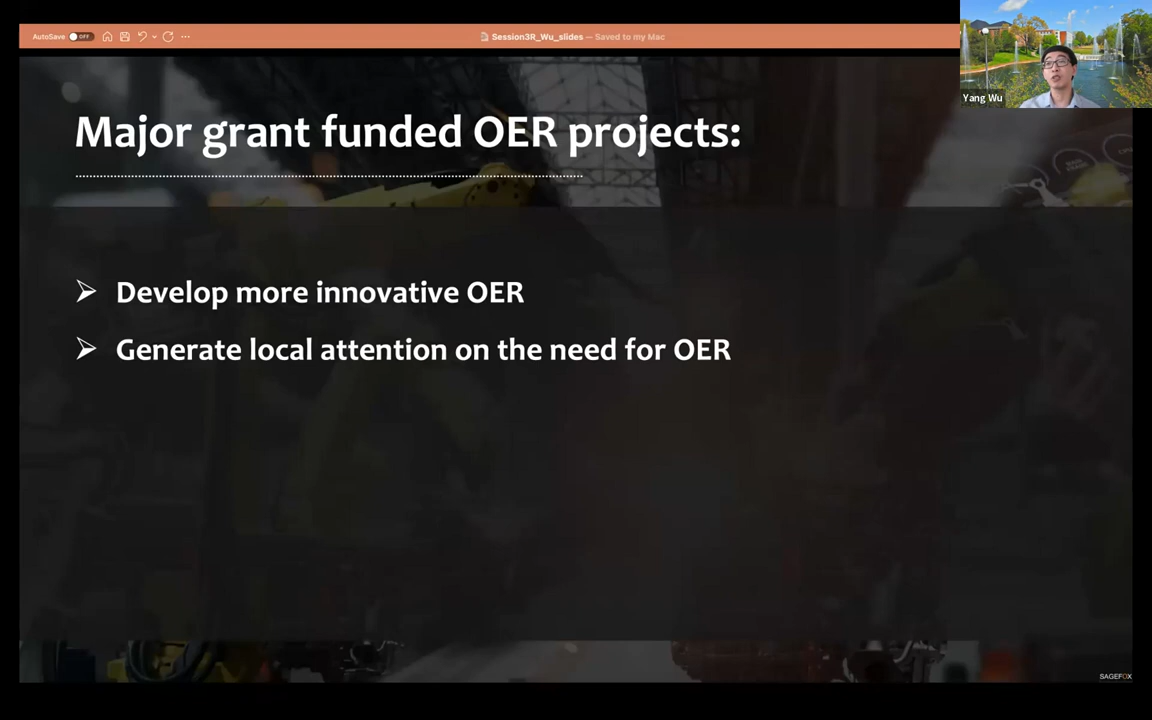 AutoSave OFF
Session3R_Wu_slides — Saved to my Mac
Yang Wu
Major grant funded OER projects:
Develop more innovative OER
Generate local attention on the need for OER
SAGEFOX